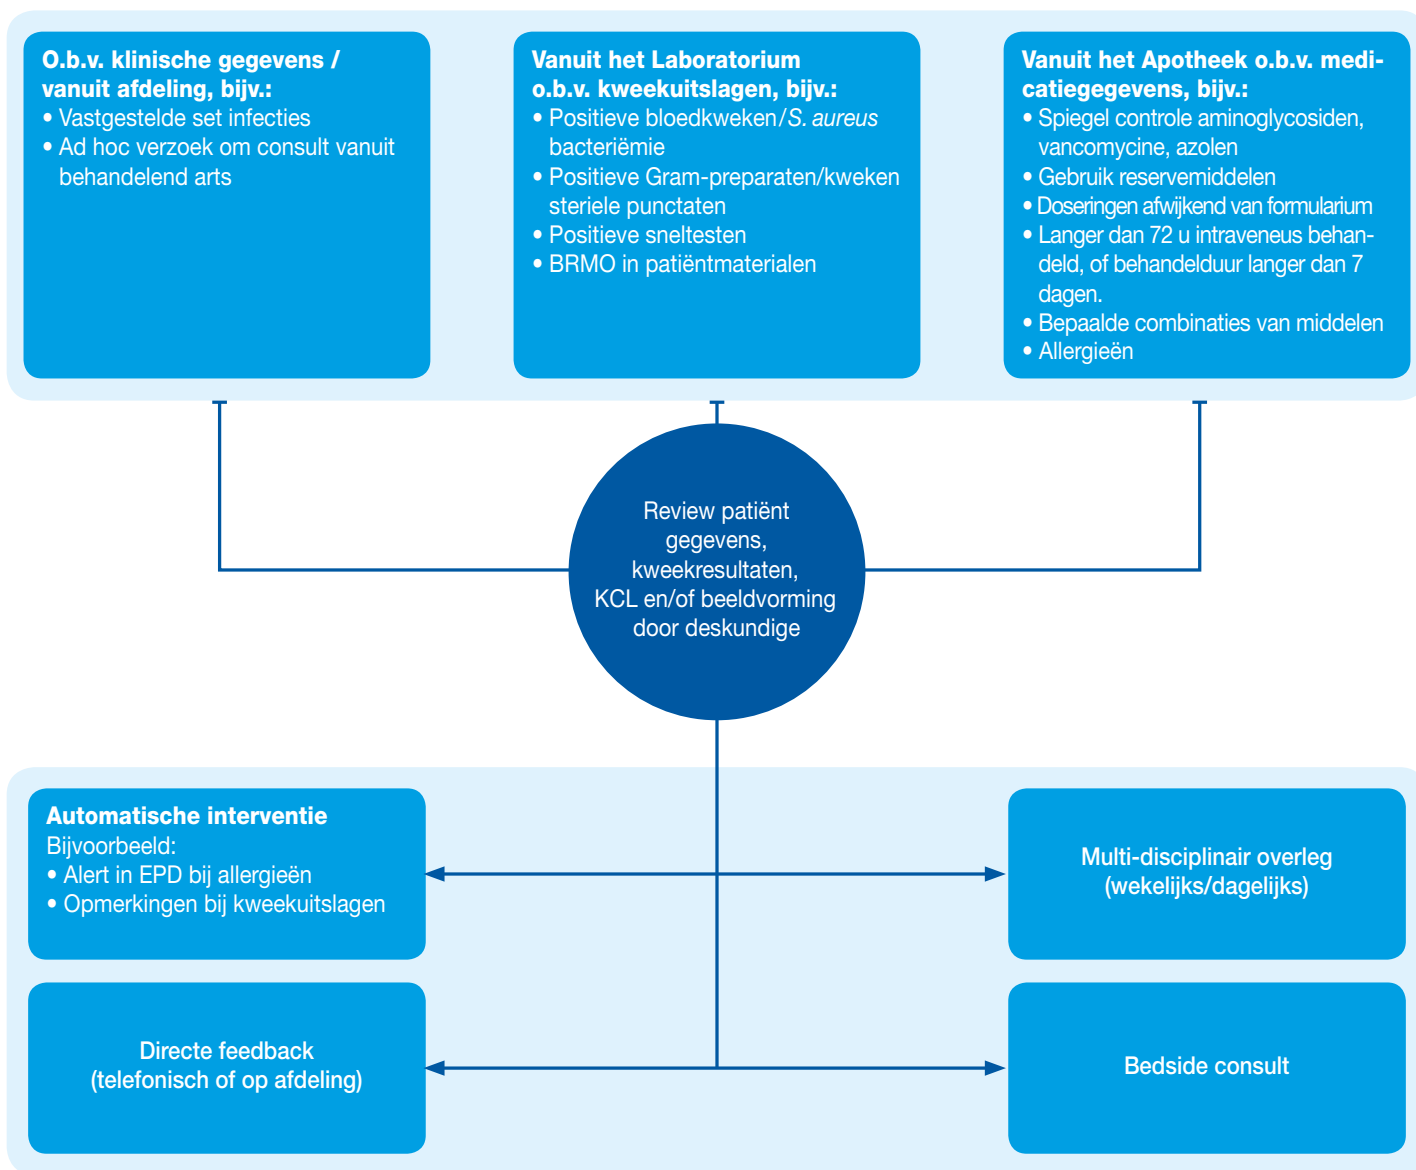 O.b.v. klinische gegevens /
vanuit afdeling, bijv.:
• Vastgestelde set infecties
• Ad hoc verzoek om consult vanuit
behandelend arts
Vanuit het Laboratorium
o.b.v. kweekuitslagen, bijv.:
• Positieve bloedkweken/S. aureus
bacteriëmie
• Positieve Gram-preparaten/kweken
steriele punctaten
• Positieve sneltesten
• BRMO in patiëntmaterialen
Vanuit het Apotheek o.b.v. medi-
catiegegevens, bijv.:
• Spiegel controle aminoglycosiden,
vancomycine, azolen
• Gebruik reservemiddelen
• Doseringen afwijkend van formularium
• Langer dan 72 u intraveneus behan-
deld, of behandelduur langer dan 7
dagen.
• Bepaalde combinaties van middelen
• Allergieën
Review patiënt
gegevens,
kweekresultaten,
KCL en/of beeldvorming
door deskundige
Automatische interventie
Bijvoorbeeld:
• Alert in EPD bij allergieën
• Opmerkingen bij kweekuitslagen
Multi-disciplinair overleg
(wekelijks/dagelijks)
Directe feedback
(telefonisch of op afdeling)
Bedside consult